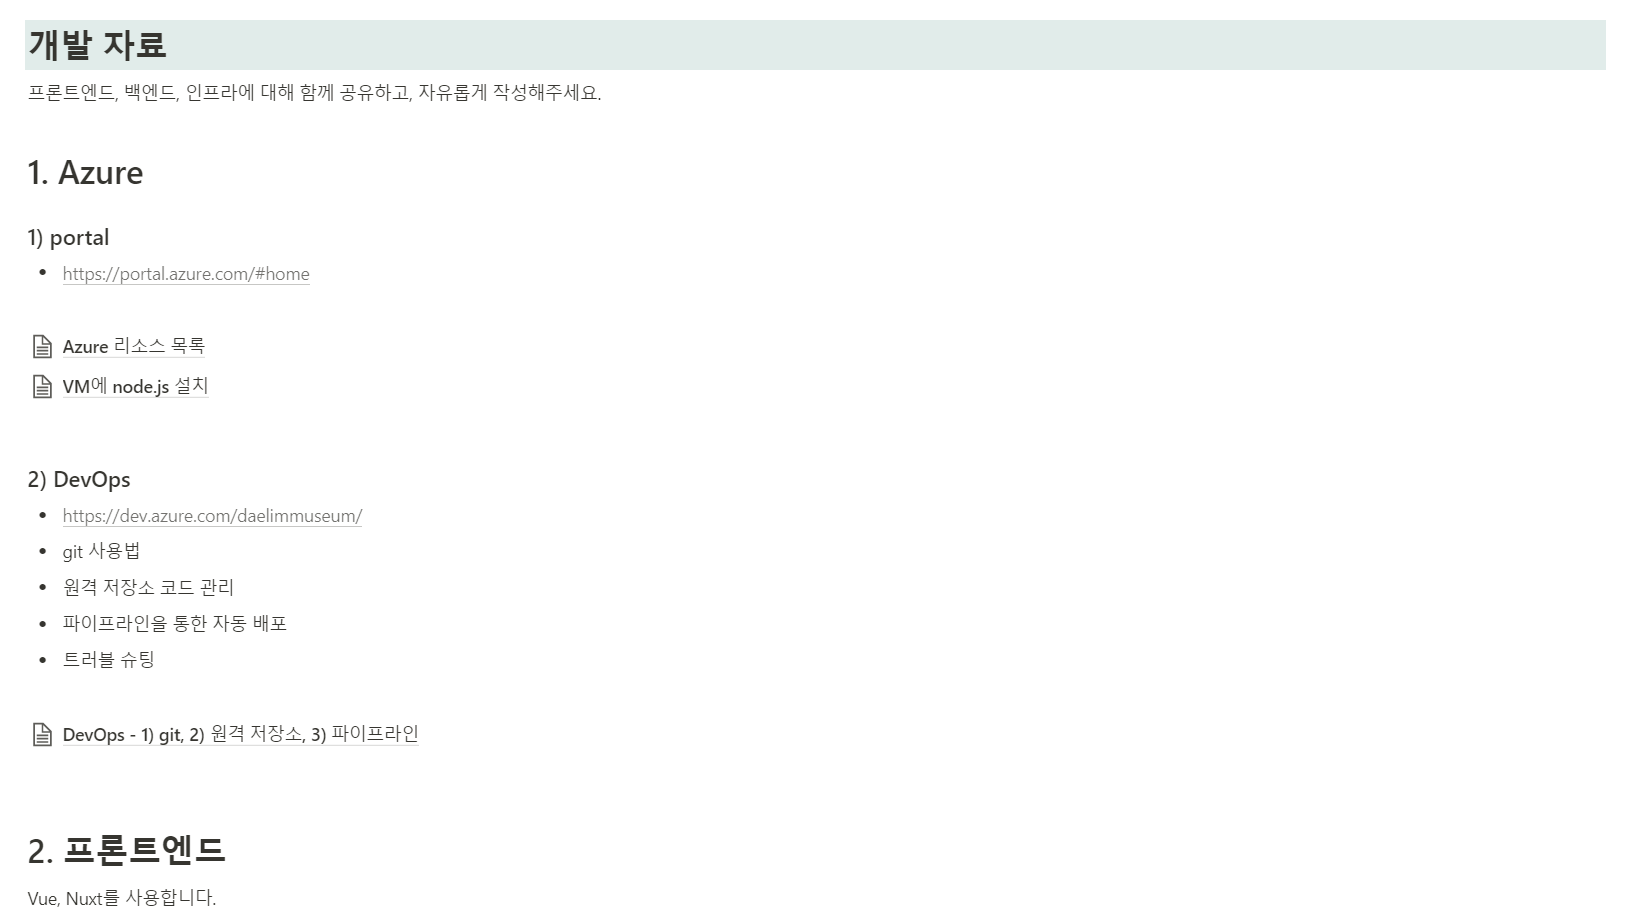 개발 자료
프론트엔드, 백엔드, 인프라에 대해 함께 공유하고, 자유롭게 작성해주세요.
1. Azure
1) portal
• https://portal.azure.com/#home
Azure 리소스 목록
VM에 node.js 설치
2) DevOps
• https://dev.azure.com/daelimmuseum/
• git 사용법
• 원격 저장소 코드 관리
• 파이프라인을 통한 자동 배포
• 트러블 슈팅
DevOps - 1) git, 2) 원격 저장소, 3) 파이프라인
2. 프론트엔드
Vue, Nuxt를 사용합니다.